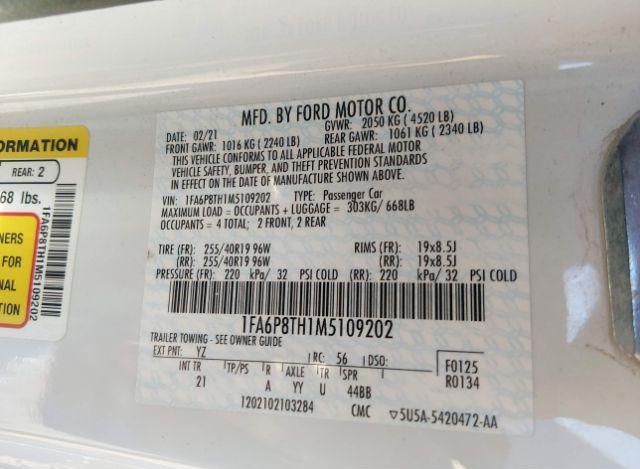 ORMATION
REAR: 2
68 lbs.
NERS
FOR
NAL
TION
1FA6P8TH1M5109202
MFD. BY FORD MOTOR CO.
DATE: 02/21 GVWR: 2050 KG ( 4520 LB)
FRONT GAWR: 1016 KG ( 2240 LB) REAR GAWR: 1061 KG ( 2340 LB)
THIS VEHICLE CONFORMS TO ALL APPLICABLE FEDERAL MOTOR
VEHICLE SAFETY, BUMPER, AND THEFT PREVENTION STANDARDS
IN EFFECT ON THE DATE OF MANUFACTURE SHOWN ABOVE.
VIN: 1FA6P8TH1M5109202 TYPE: Passenger Car
MAXIMUM LOAD = OCCUPANTS + LUGGAGE = 303KG/ 668LB
OCCUPANTS = 4 TOTAL; 2 FRONT, 2 REAR
TIRE (FR): 255/40R19 96W RIMS (FR): 19x8.5J
(RR): 255/40R19 96W (RR): 19x8.5J
PRESSURE (FR): 220 kPa/ 32 PSI COLD (RR): 220 kPa/ 32 PSI COLD
1FA6P8TH1M5109202
TRAILER TOWING - SEE OWNER GUIDE
EXT PNT: YZ RC: 56 DSO: F0125
INT TR TP/PS R AXLE TR SPR R0134
21 A YY U 44BB
1202102103284 CMC ▽5U5A-5420472-AA